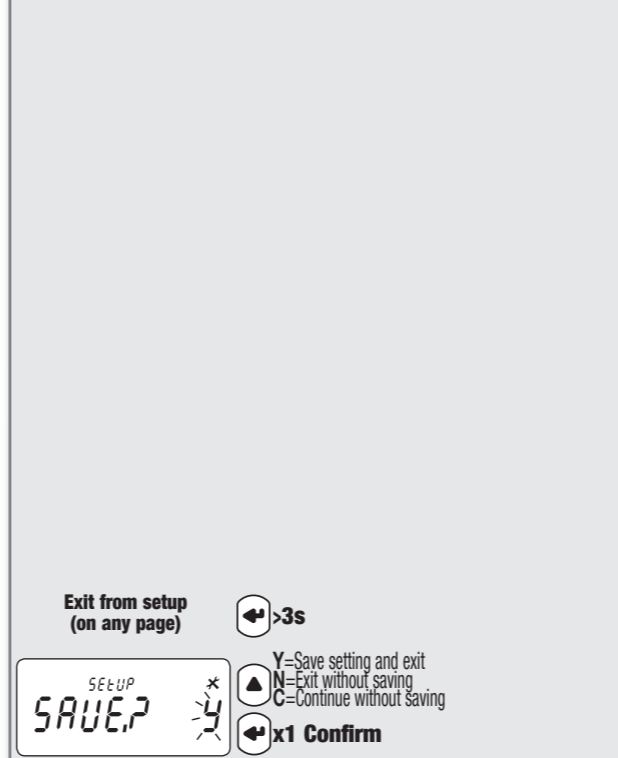 Exit from setup
(on any page)
>3s
SETUP
SAVE? Y
Y=Save setting and exit
N=Exit without saving
C=Continue without saving
x1 Confirm